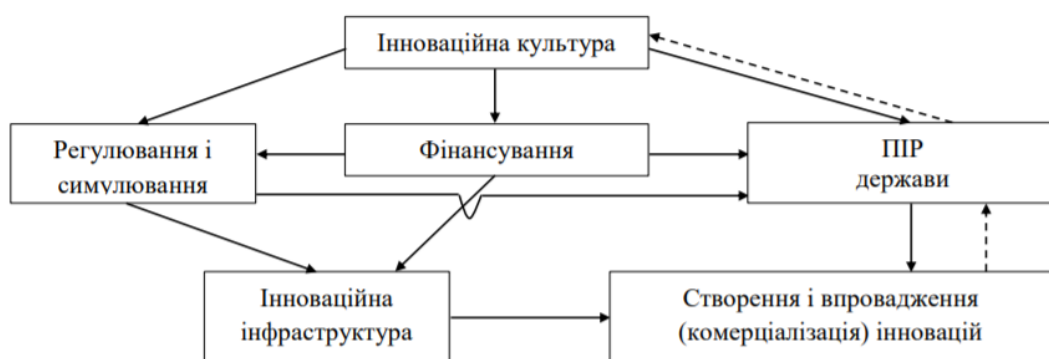 Інноваційна культура
Регулювання і
симулювання
Фінансування
ПІР
держави
Інноваційна
інфраструктура
Створення і впровадження
(комерціалізація) інновацій